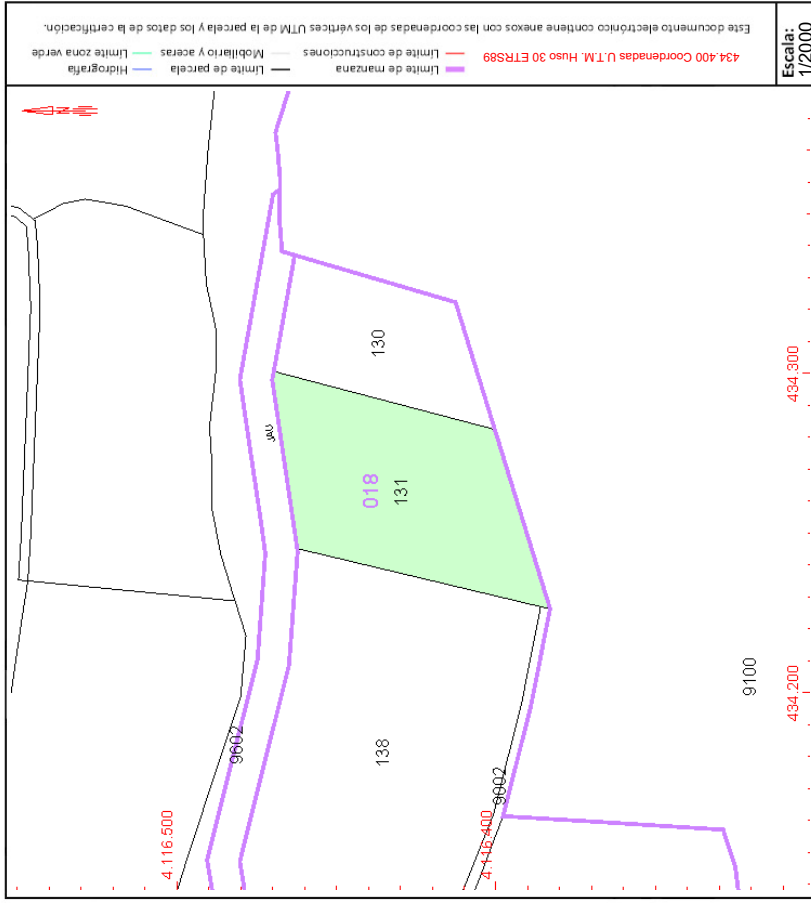 Este documento electrónico contiene anexos con las coordenadas de los vértices UTM de la parcela y los datos de la certificación.
434.400 Coordenadas U.T.M. Huso 30 ETRS89
Límite de manzana
Límite de construcciones
Límite de parcela
Mobiliario y aceras
Hidrografía
Límite zona verde
Escala:
1/2000
130
434.300
JAU
018
131
9100
434.200
138
9602
9002
4.116.500
4.116.400